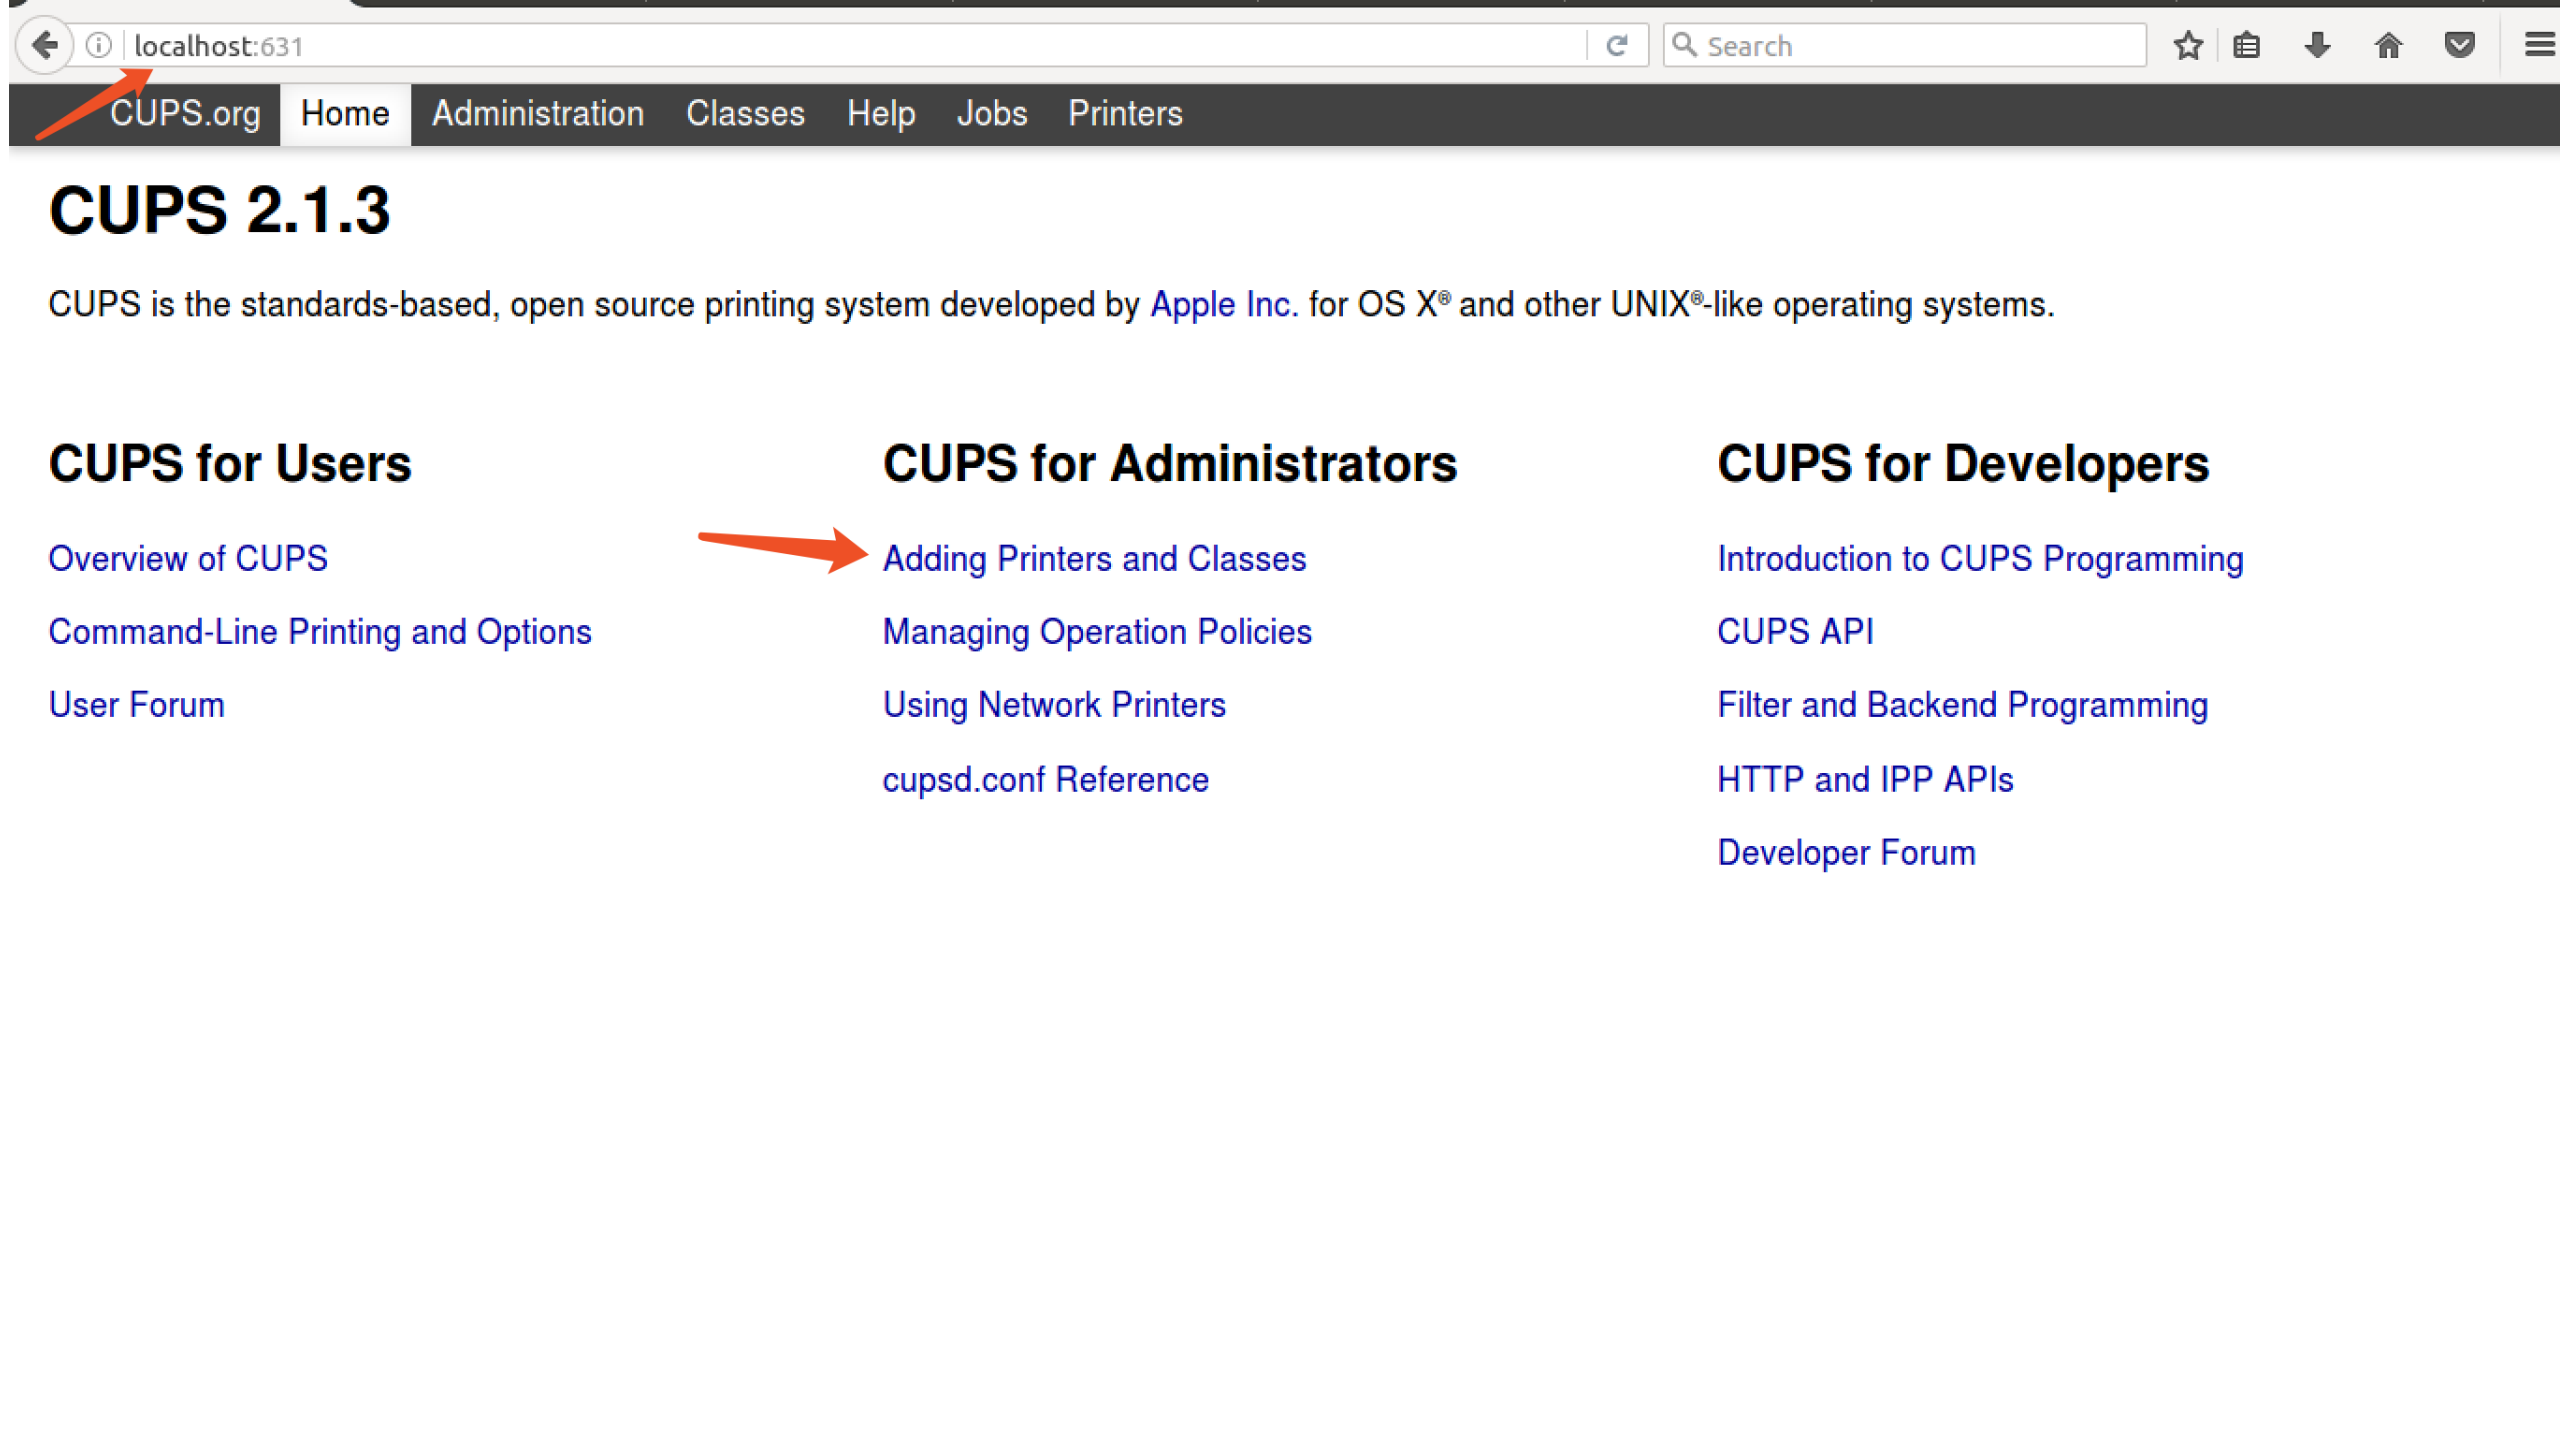 localhost:631
Search
CUPS.org Home Administration Classes Help Jobs Printers
CUPS 2.1.3
CUPS is the standards-based, open source printing system developed by Apple Inc. for OS X® and other UNIX®-like operating systems.
CUPS for Users
Overview of CUPS
Command-Line Printing and Options
User Forum
CUPS for Administrators
Adding Printers and Classes
Managing Operation Policies
Using Network Printers
cupsd.conf Reference
CUPS for Developers
Introduction to CUPS Programming
CUPS API
Filter and Backend Programming
HTTP and IPP APIs
Developer Forum